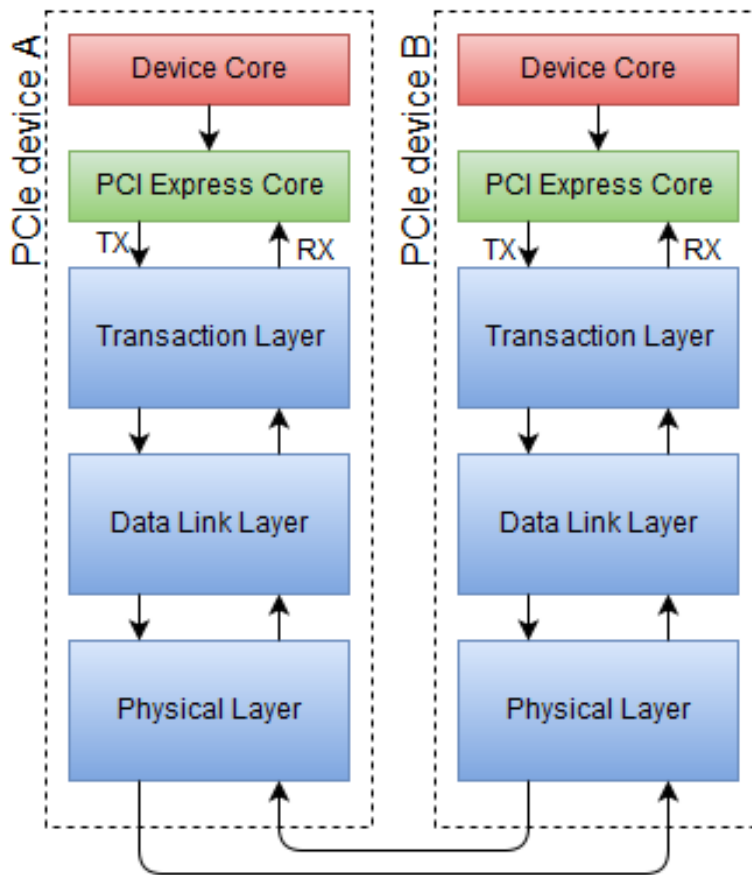 PCIe device A
Device Core
PCI Express Core
TX
RX
Transaction Layer
Data Link Layer
Physical Layer
PCIe device B
Device Core
PCI Express Core
TX
RX
Transaction Layer
Data Link Layer
Physical Layer